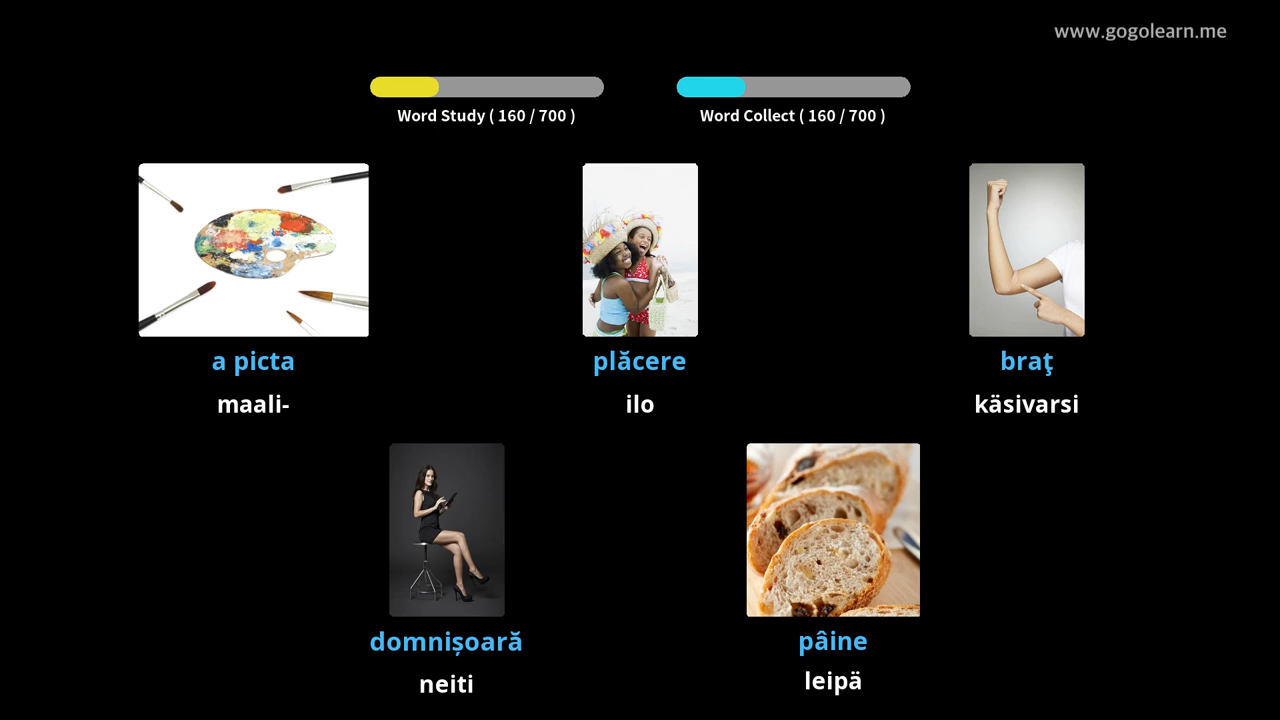 www.gogolearn.me
Word Study ( 160 / 700 )
Word Collect ( 160 / 700 )
a picta
plăcere
braţ
maali-
ilo
käsivarsi
domnișoară
pâine
neiti
leipä